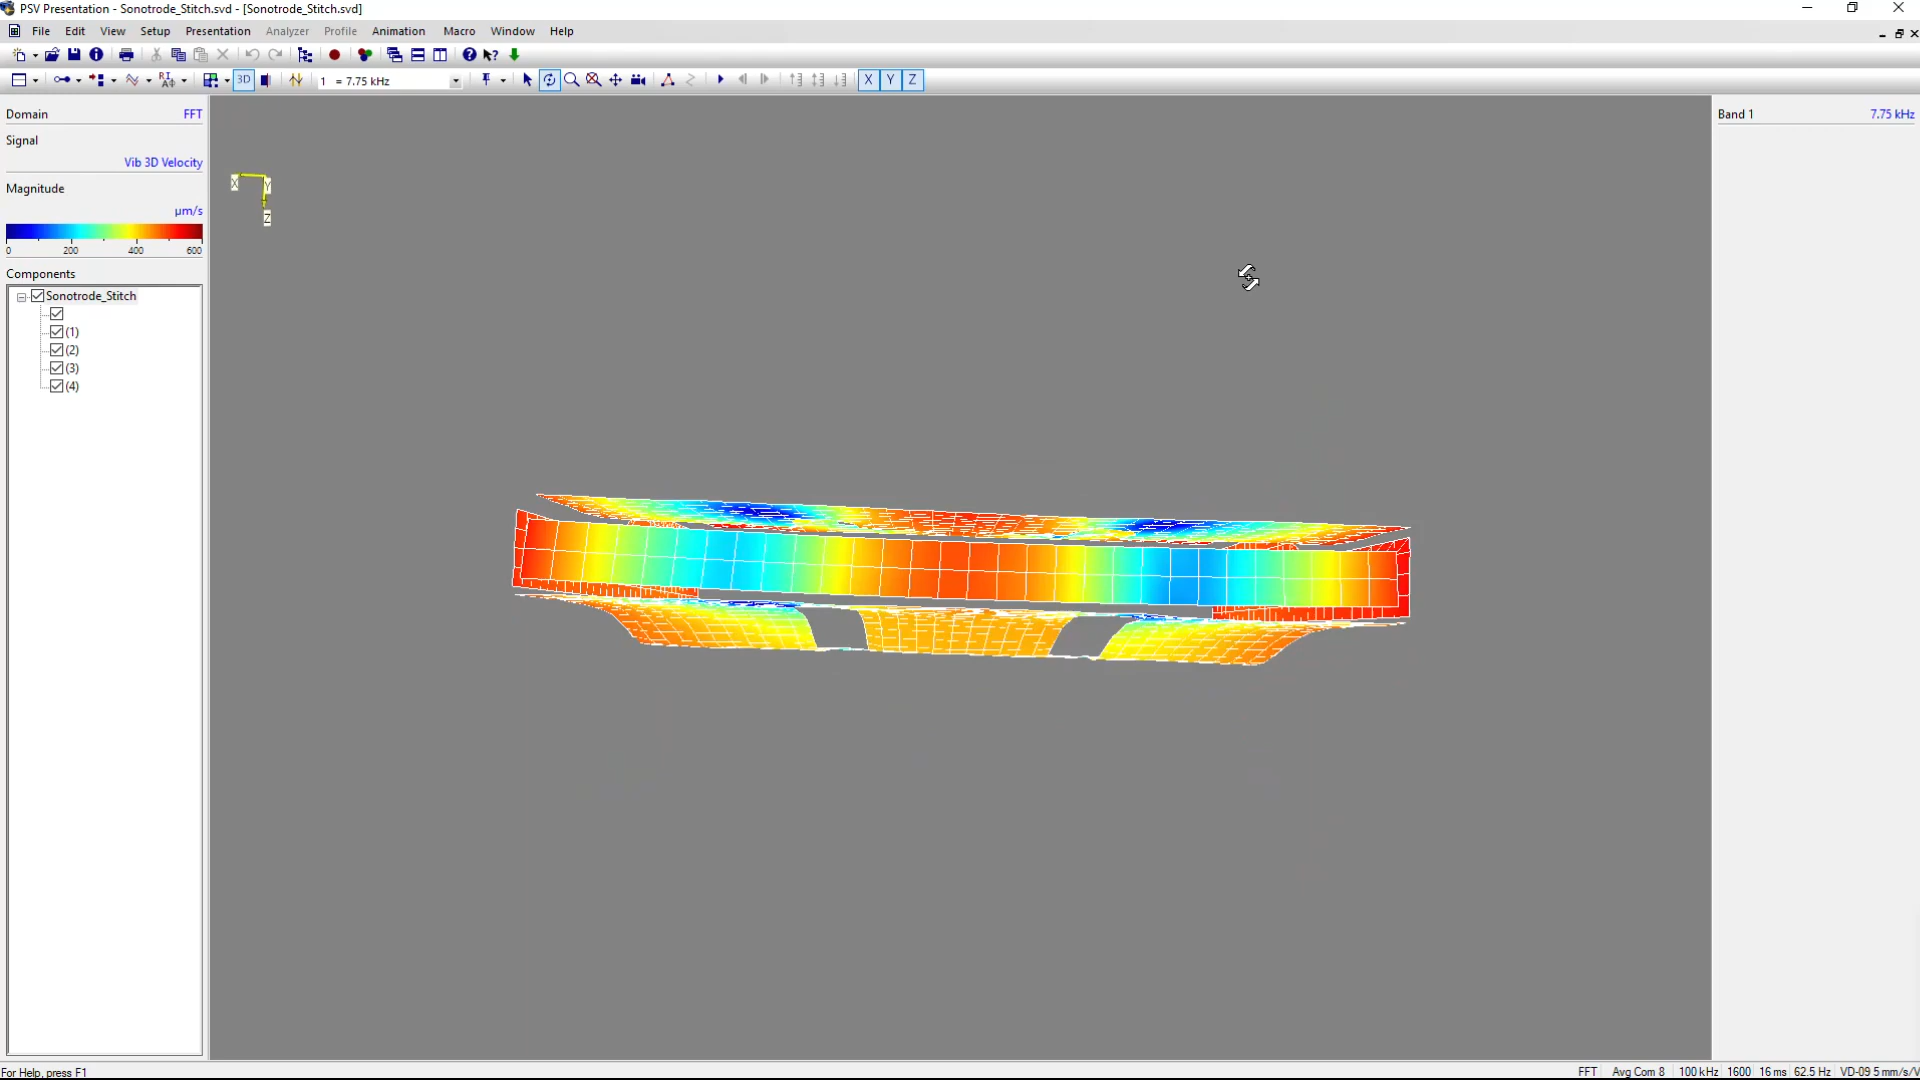 PSV Presentation - Sonotrode_Stitch.svd - [Sonotrode_Stitch.svd]
File Edit View Setup Presentation Analyzer Profile Animation Macro Window Help
3D 1 = 7.75 kHz X Y Z
Domain FFT
Signal
Vib 3D Velocity
Magnitude
µm/s
0 200 400 600
Components
Sonotrode_Stitch
(1)
(2)
(3)
(4)
X Y
Z
Band 1 7.75 kHz
For Help, press F1
FFT Avg Com 8 100 kHz 1600 16 ms 62.5 Hz VD-09 5 mm/s/V